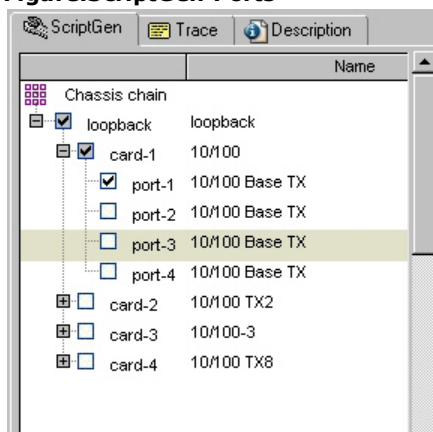 ScriptGen Trace Description
Name
Chassis chain
loopback loopback
card-1 10/100
port-1 10/100 Base TX
port-2 10/100 Base TX
port-3 10/100 Base TX
port-4 10/100 Base TX
card-2 10/100 TX2
card-3 10/100-3
card-4 10/100 TX8